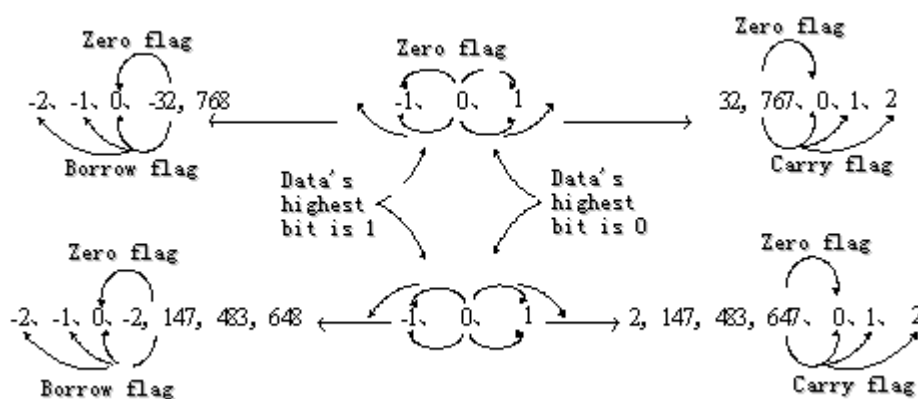 Zero flag
Zero flag
Zero flag
-2、 -1、 0、 -32, 768
-1、 0、 1
32, 767、 0、 1、 2
Borrow flag
Carry flag
Data's
highest
bit is 1
Data's
highest
bit is 0
Zero flag
Zero flag
-2、 -1、 0、 -2, 147, 483, 648
-1、 0、 1
2, 147, 483, 647、 0、 1、 2
Borrow flag
Carry flag